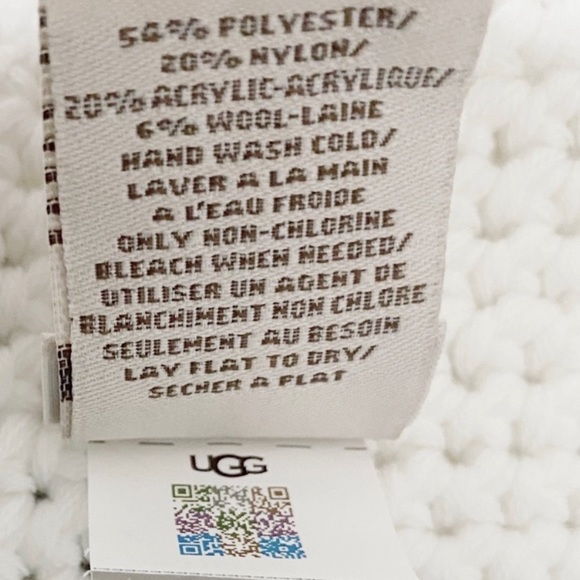 54% POLYESTER/
20% NYLON/
20% ACRYLIC-ACRYLIQUE/
6% WOOL-LAINE
HAND WASH COLD/
LAVER A LA MAIN
A L'EAU FROIDE
ONLY NON-CHLORINE
BLEACH WHEN NEEDED/
UTILISER UN AGENT DE
BLANCHIMENT NON CHLORE
SEULEMENT AU BESOIN
LAY FLAT TO DRY/
SECHER A PLAT
UGG